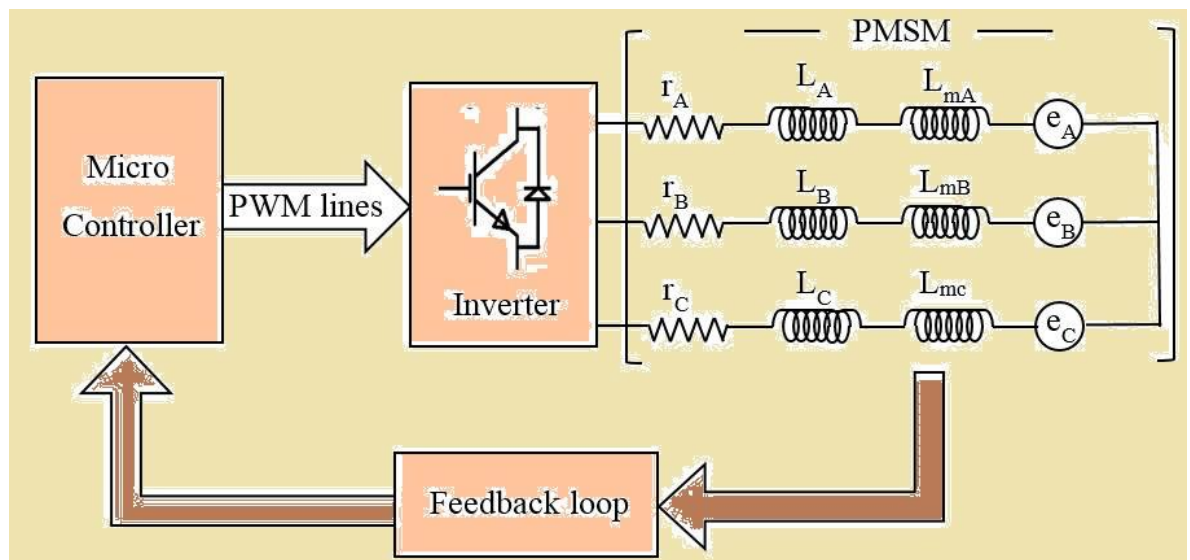 PMSM
Micro
Controller
PWM lines
Inverter
r_A L_A L_mA e_A
r_B L_B L_mB e_B
r_C L_C L_mc e_C
Feedback loop